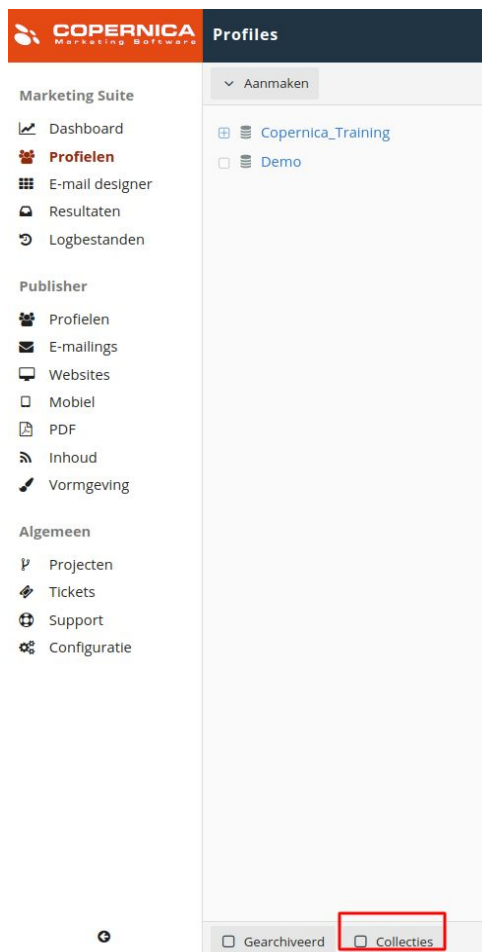 COPERNICA
Marketing Software
Profiles
Aanmaken
Marketing Suite
Dashboard
Profielen
E-mail designer
Resultaten
Logbestanden
Publisher
Profielen
E-mailings
Websites
Mobiel
PDF
Inhoud
Vormgeving
Algemeen
Projecten
Tickets
Support
Configuratie
Copernica_Training
Demo
Gearchiveerd
Collecties